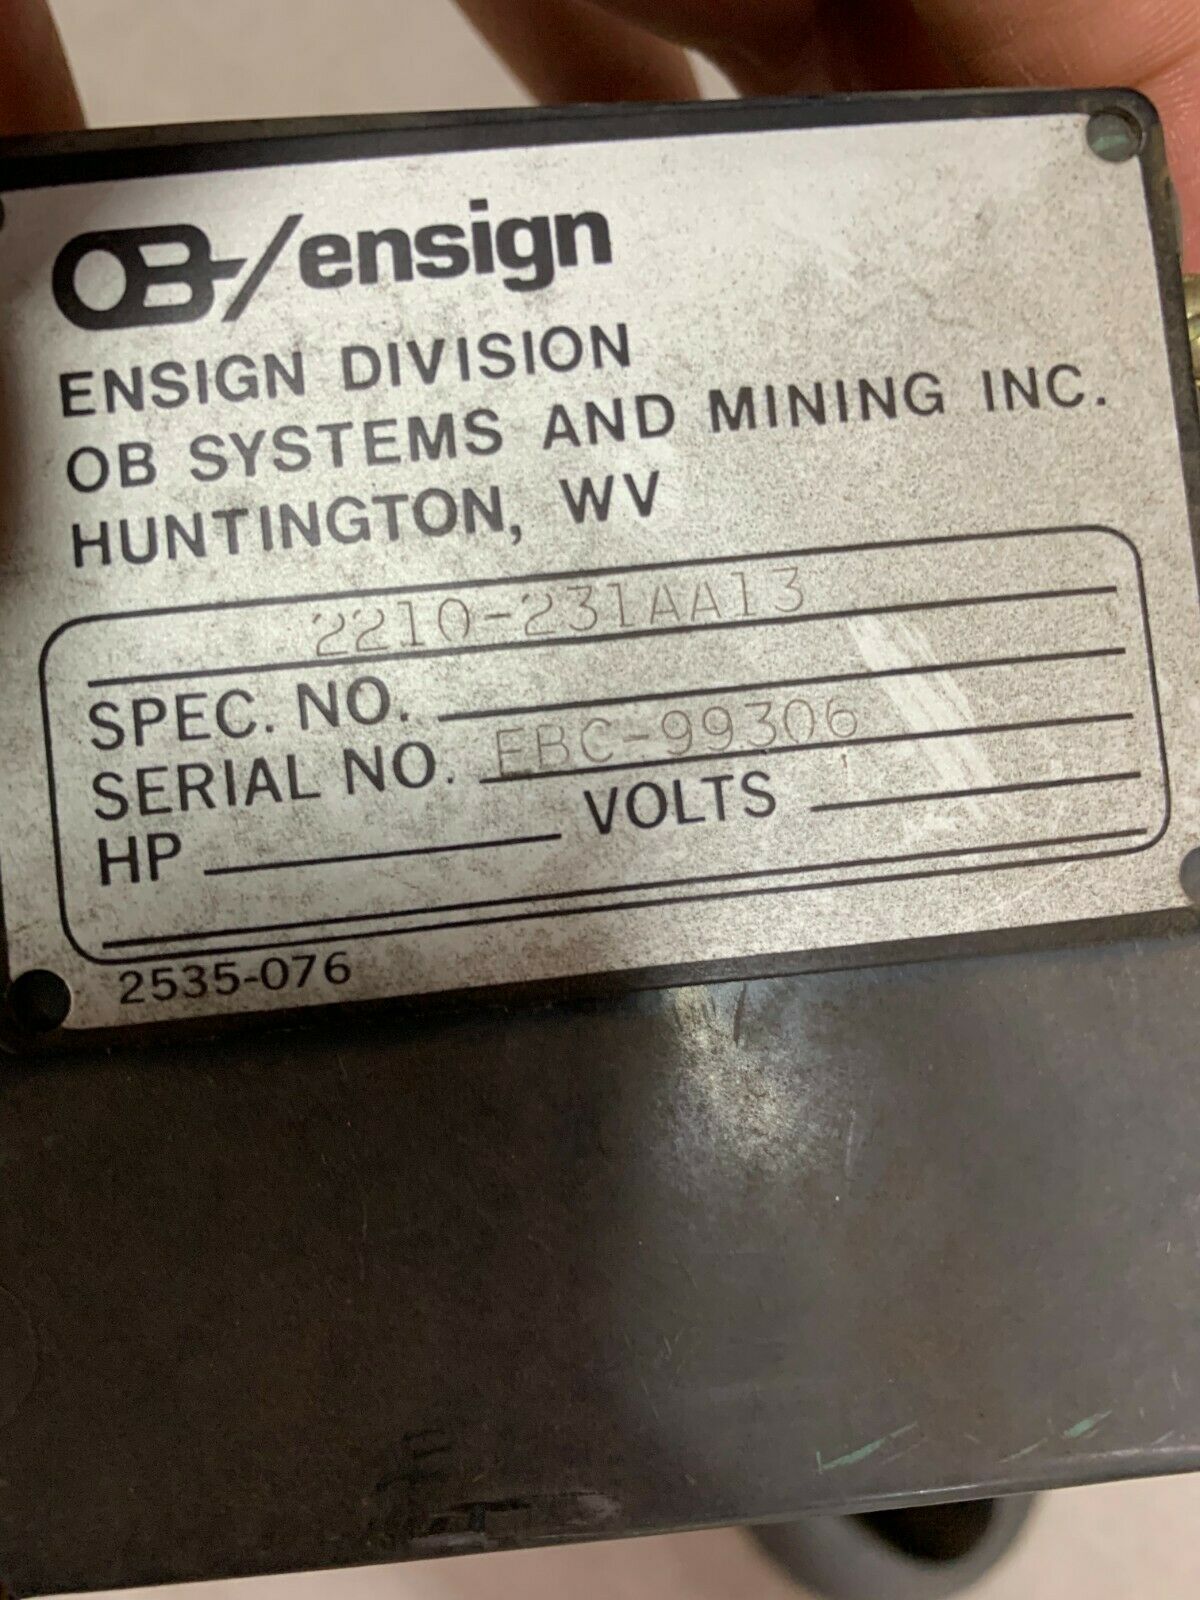 OB/ensign
ENSIGN DIVISION
OB SYSTEMS AND MINING INC.
HUNTINGTON, WV
2210-231AA13
SPEC. NO.
SERIAL NO. EBC-99306
HP VOLTS
2535-076